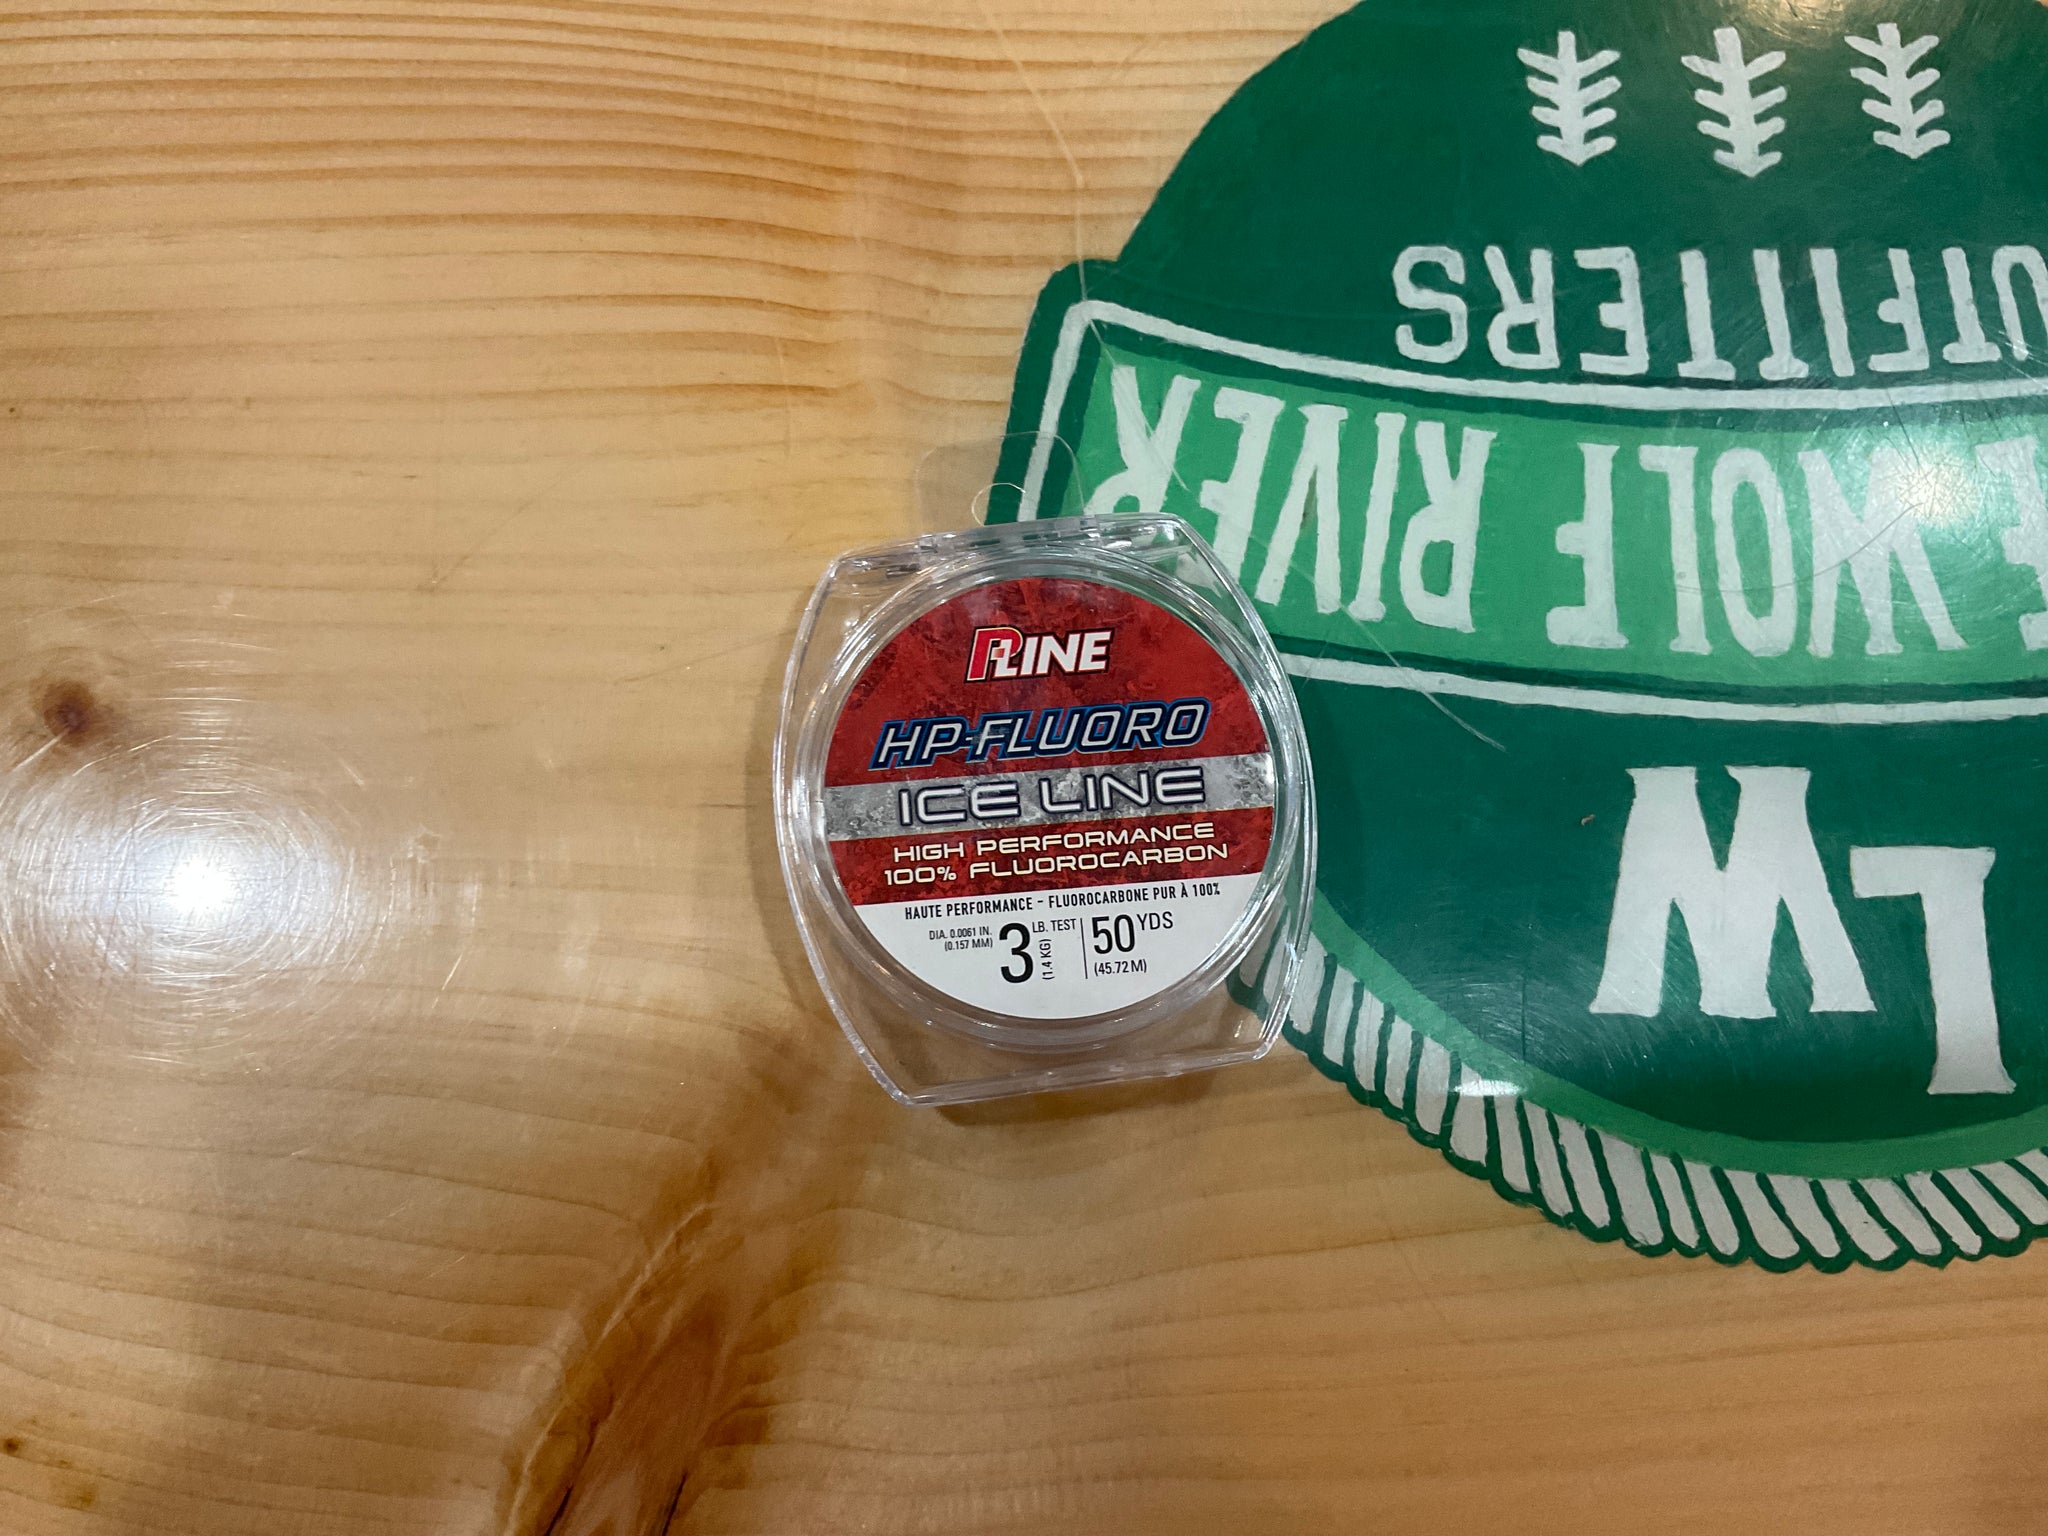 P-LINE
HP-FLUORO
ICE LINE
HIGH PERFORMANCE
100% FLUOROCARBON
HAUTE PERFORMANCE - FLUOROCARBONE PUR À 100%
DIA. 0.0061 IN.
(0.157 MM)
3 LB. TEST
(1.4 KG)
50 YDS
(45.72 M)
LW
WOLF RIVER